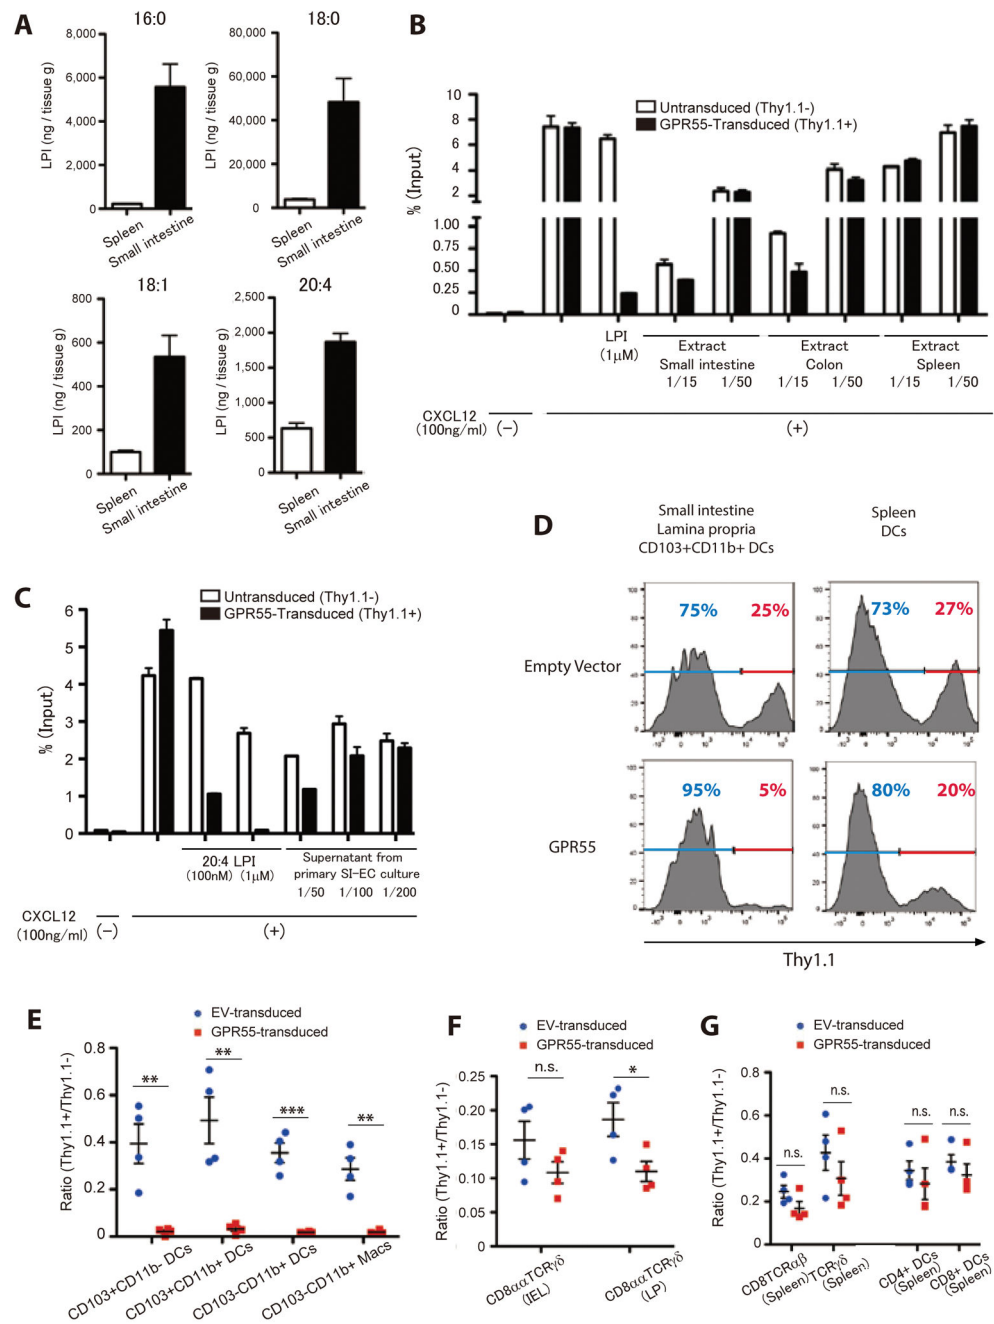 A
16:0
18:0
LPI (ng / tissue g)
8,000
6,000
4,000
2,000
0
Spleen
Small intestine
LPI (ng / tissue g)
80,000
60,000
40,000
20,000
0
Spleen
Small intestine
18:1
20:4
LPI (ng / tissue g)
800
600
400
200
0
Spleen
Small intestine
LPI (ng / tissue g)
2,500
2,000
1,500
1,000
500
0
Spleen
Small intestine
B
Untransduced (Thy1.1-)
GPR55-Transduced (Thy1.1+)
% (Input)
10
8
6
4
2
1.00
0.75
0.50
0.25
0
LPI
(1μM)
Extract
Small intestine
1/15 1/50
Extract
Colon
1/15 1/50
Extract
Spleen
1/15 1/50
CXCL12
(100ng/ml)
(-)
(+)
C
Untransduced (Thy1.1-)
GPR55-Transduced (Thy1.1+)
% (Input)
6
5
4
3
2
1
0
20:4 LPI
(100nM) (1μM)
Supernatant from
primary SI-EC culture
1/50 1/100 1/200
CXCL12
(100ng/ml)
(-)
(+)
D
Small intestine
Lamina propria
CD103+CD11b+ DCs
Spleen
DCs
Empty Vector
75% 25%
73% 27%
GPR55
95% 5%
80% 20%
Thy1.1
E
EV-transduced
GPR55-transduced
Ratio (Thy1.1+/Thy1.1-)
0.8
0.6
0.4
0.2
0
**
**
***
**
CD103+CD11b- DCs
CD103+CD11b+ DCs
CD103-CD11b+ DCs
CD103-CD11b+ Macs
F
EV-transduced
GPR55-transduced
Ratio (Thy1.1+/Thy1.1-)
0.25
0.20
0.15
0.10
0.05
0.00
n.s.
*
CD8ααTCRγδ
(IEL)
CD8ααTCRγδ
(LP)
G
EV-transduced
GPR55-transduced
Ratio (Thy1.1+/Thy1.1-)
0.8
0.6
0.4
0.2
0
n.s.
n.s.
n.s.
n.s.
CD8TCRαβ
(Spleen)
TCRγδ
(Spleen)
CD4+ DCs
(Spleen)
CD8+ DCs
(Spleen)